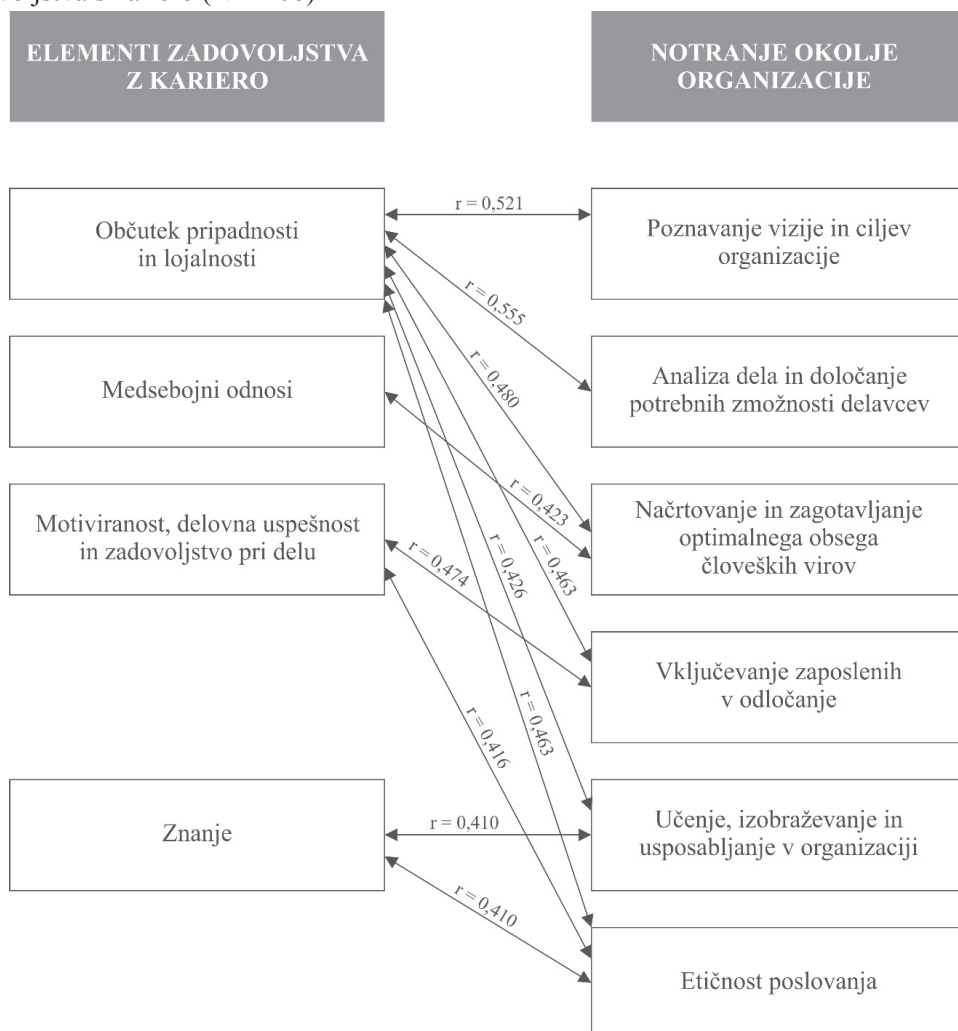 ELEMENTI ZADOVOLJSTVA
Z KARIERO
NOTRANJE OKOLJE
ORGANIZACIJE
Občutek pripadnosti
in lojalnosti
r = 0,521
Poznavanje vizije in ciljev
organizacije
r = 0,555
Medsebojni odnosi
r = 0,480
Analiza dela in določanje
potrebnih zmožnosti delavcev
r = 0,423
Motiviranost, delovna uspešnost
in zadovoljstvo pri delu
Načrtovanje in zagotavljanje
optimalnega obsega
človeških virov
r = 0,474
r = 0,426
r = 0,463
Vključevanje zaposlenih
v odločanje
r = 0,416
r = 0,463
Znanje
r = 0,410
Učenje, izobraževanje in
usposabljanje v organizaciji
r = 0,410
Etičnost poslovanja